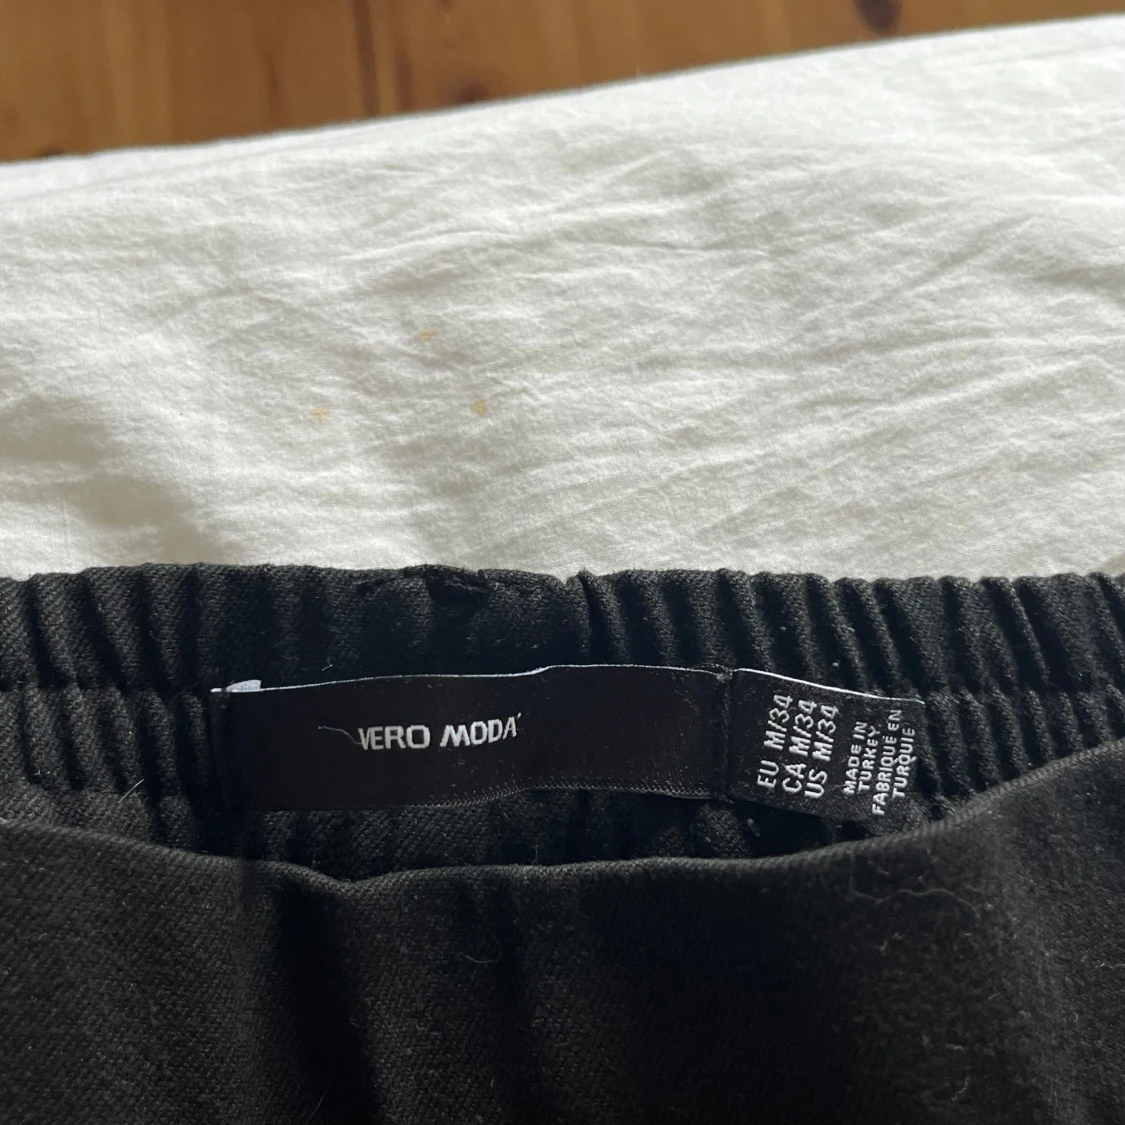 VERO MODA
EU M/34
CA M/34
US M/34
MADE IN
TURKEY
FABRIQUÉ EN
TURQUIE